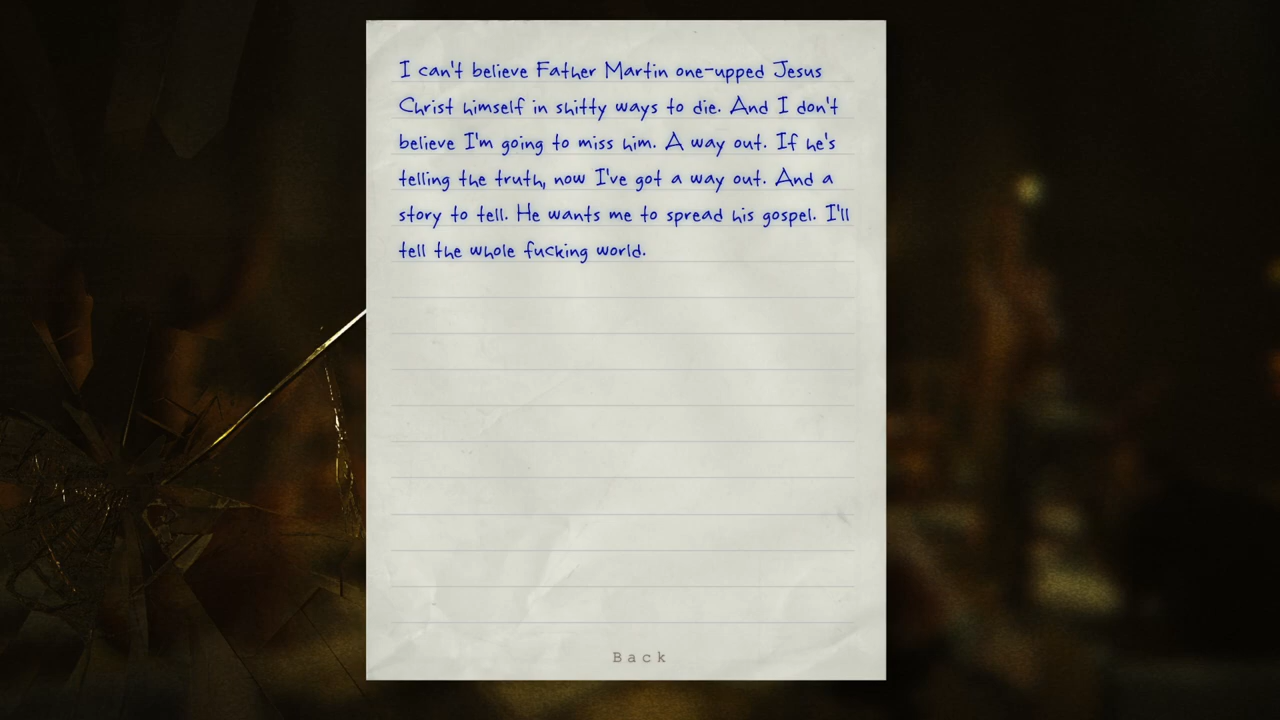 I can't believe Father Martin one-upped Jesus
Christ himself in shitty ways to die. And I don't
believe I'm going to miss him. A way out. If he's
telling the truth, now I've got a way out. And a
story to tell. He wants me to spread his gospel. I'll
tell the whole fucking world.
Back